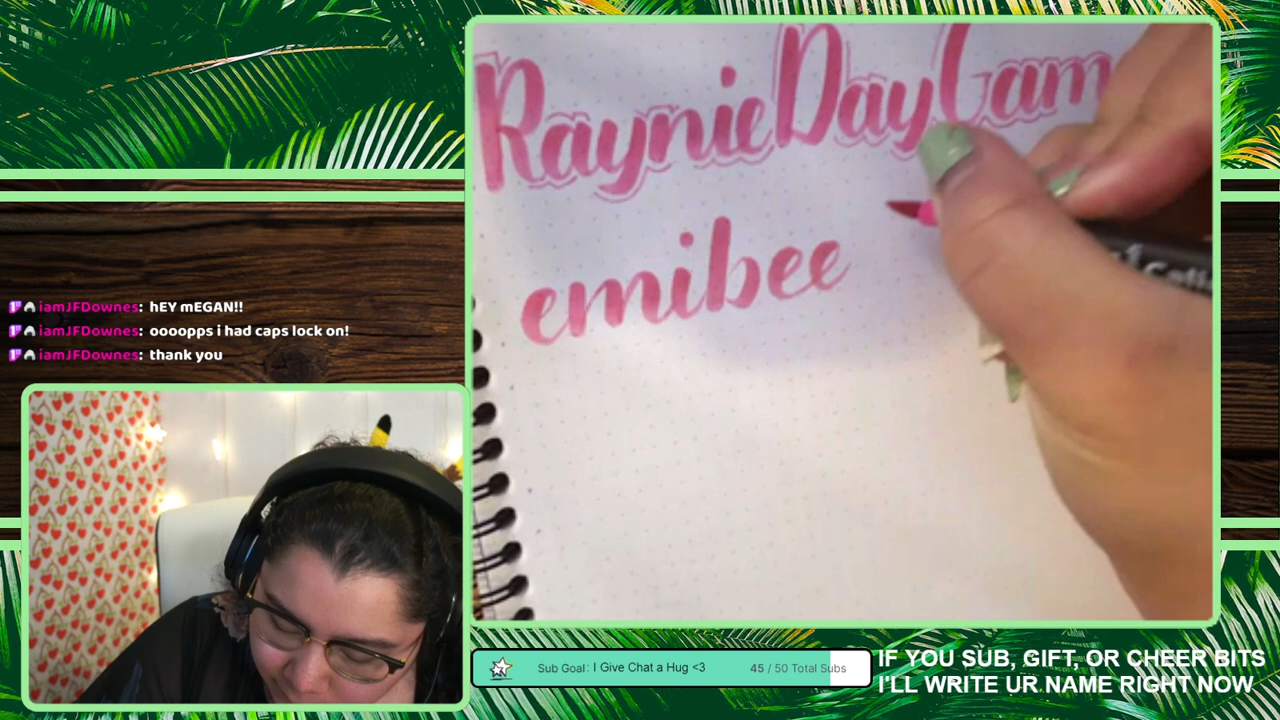 RaynieDayGam
emibee
iamJFDownes: hEY mEGAN!!
iamJFDownes: oooopps i had caps lock on!
iamJFDownes: thank you
Sub Goal: I Give Chat a Hug <3 45 / 50 Total Subs
IF YOU SUB, GIFT, OR CHEER BITS
I'LL WRITE UR NAME RIGHT NOW